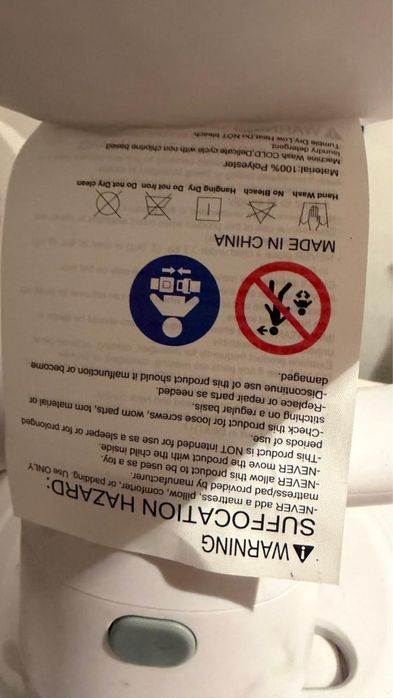 ⚠ WARNING
SUFFOCATION HAZARD:
-NEVER add a mattress, pillow, comforter, or pradding. Use ONLY
mattress/pad provided by manufacturer.
-NEVER allow this product to be used as a toy.
-NEVER move the product with the child inside.
-This product is NOT intended for use as a sleeper or for prolonged
periods of use.
-Check this product for loose screws, worn parts, torn material or
stitching on a regular basis.
-Replace or repair as needed.
-Discontinue use of this product should it malfunction or become
damaged.
MADE IN CHINA
Hand Wash No Bleach Hanging Dry Do not Iron Do not Dry clean
Material:100% Polyester
Machine Wash COLD,Delicate cycle with non chlorine based
laundry detergent.
Tumble Dry,Low Heat,Do NOT bleach